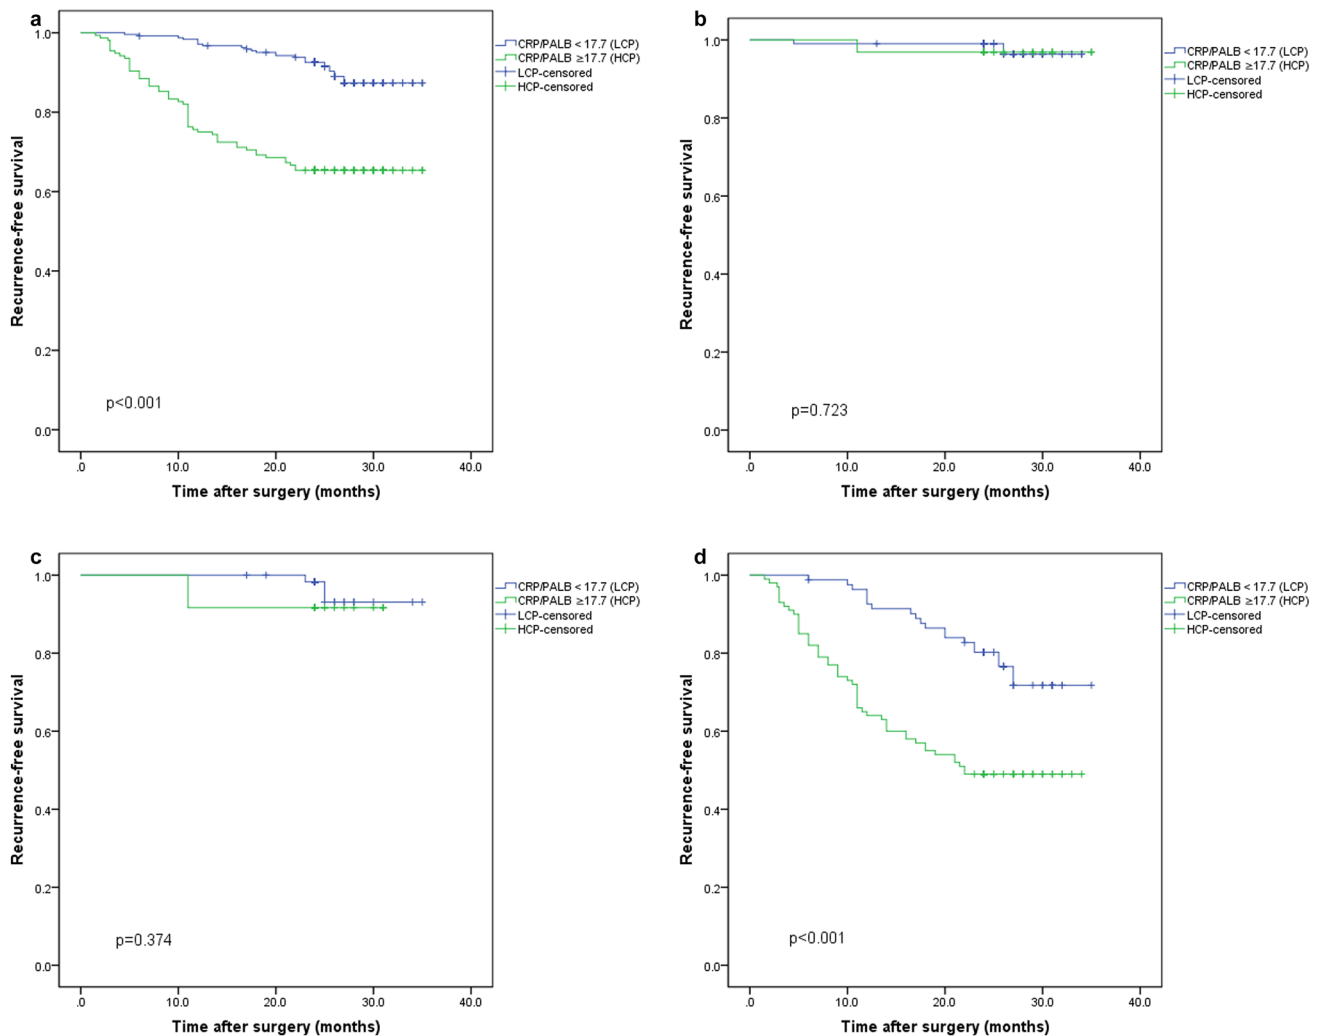 a
1.0
0.8
0.6
0.4
0.2
0.0
Recurrence-free survival
p<0.001
.0 10.0 20.0 30.0 40.0
Time after surgery (months)
CRP/PALB < 17.7 (LCP)
CRP/PALB ≥17.7 (HCP)
LCP-censored
HCP-censored
b
1.0
0.8
0.6
0.4
0.2
0.0
Recurrence-free survival
p=0.723
.0 10.0 20.0 30.0 40.0
Time after surgery (months)
CRP/PALB < 17.7 (LCP)
CRP/PALB ≥17.7 (HCP)
LCP-censored
HCP-censored
c
1.0
0.8
0.6
0.4
0.2
0.0
Recurrence-free survival
p=0.374
.0 10.0 20.0 30.0 40.0
Time after surgery (months)
CRP/PALB < 17.7 (LCP)
CRP/PALB ≥17.7 (HCP)
LCP-censored
HCP-censored
d
1.0
0.8
0.6
0.4
0.2
0.0
Recurrence-free survival
p<0.001
.0 10.0 20.0 30.0 40.0
Time after surgery (months)
CRP/PALB < 17.7 (LCP)
CRP/PALB ≥17.7 (HCP)
LCP-censored
HCP-censored